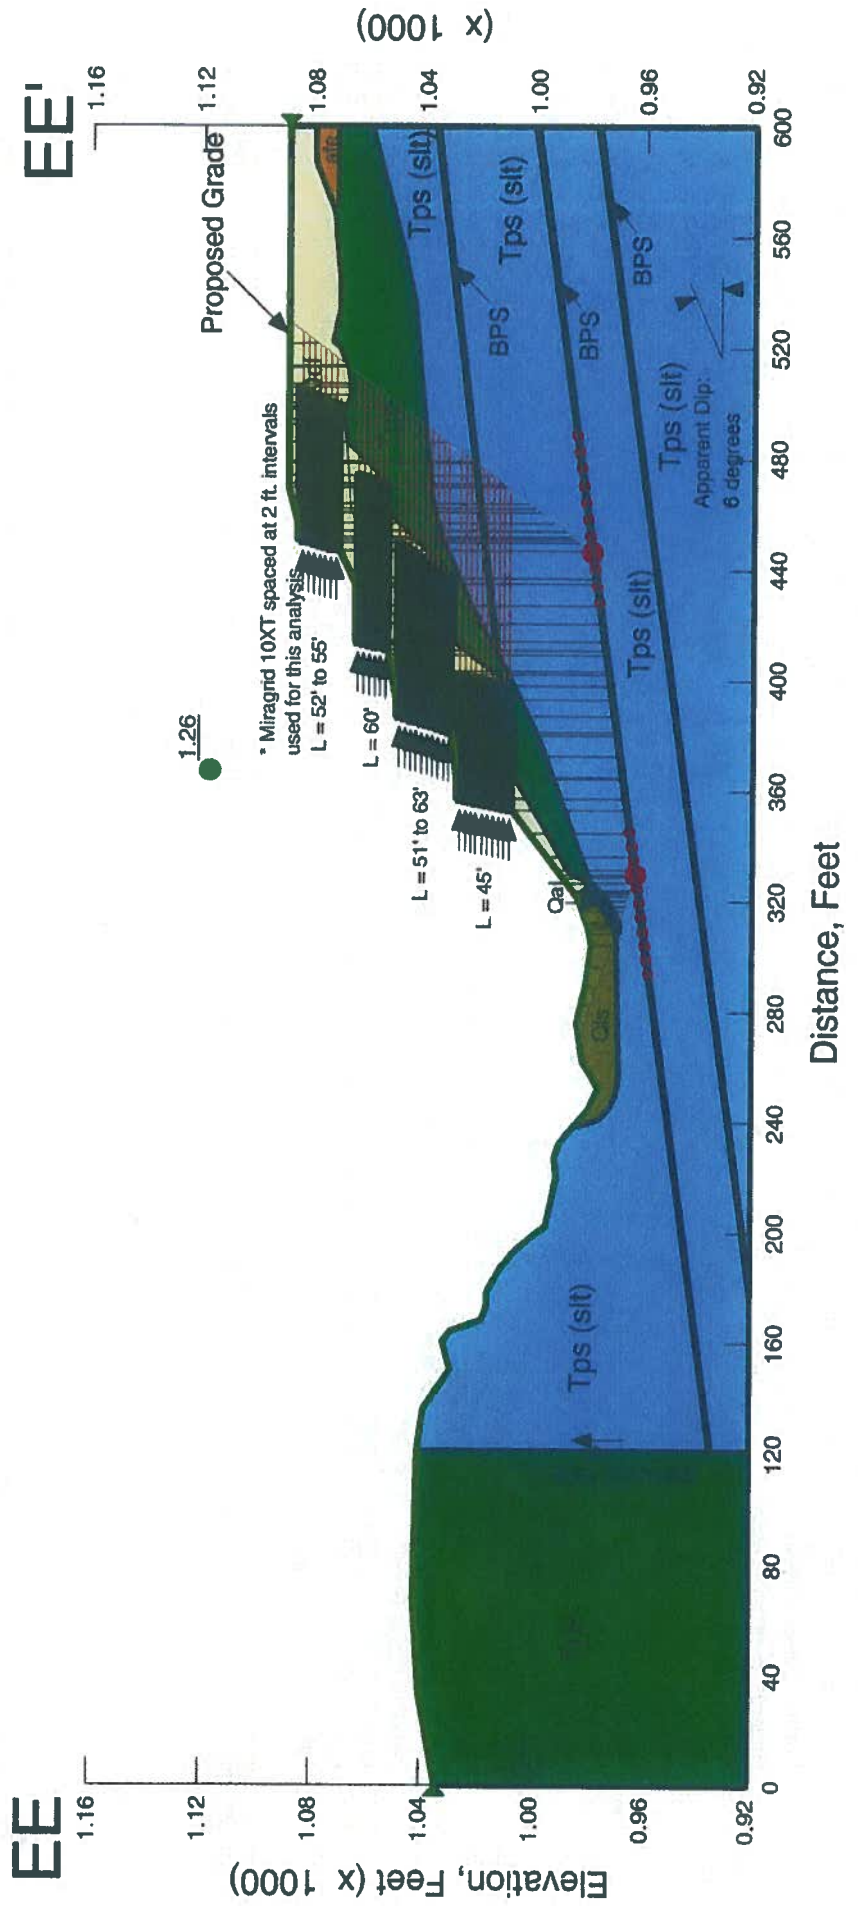 EE
EE'
Elevation, Feet (x 1000)
1.16
1.12
1.08
1.04
1.00
0.96
0.92
1.26
* Miragrid 10XT spaced at 2 ft. intervals
used for this analysis
L = 52' to 55'
L = 60'
L = 51' to 63'
L = 45'
Proposed Grade
Qal
Qls
Tps (slt)
Tps (slt)
Tps (slt)
Tps (slt)
Tps (slt)
BPS
BPS
BPS
Apparent Dip:
6 degrees
(x 1000)
1.16
1.12
1.08
1.04
1.00
0.96
0.92
0
40
80
120
160
200
240
280
320
360
400
440
480
520
560
600
Distance, Feet